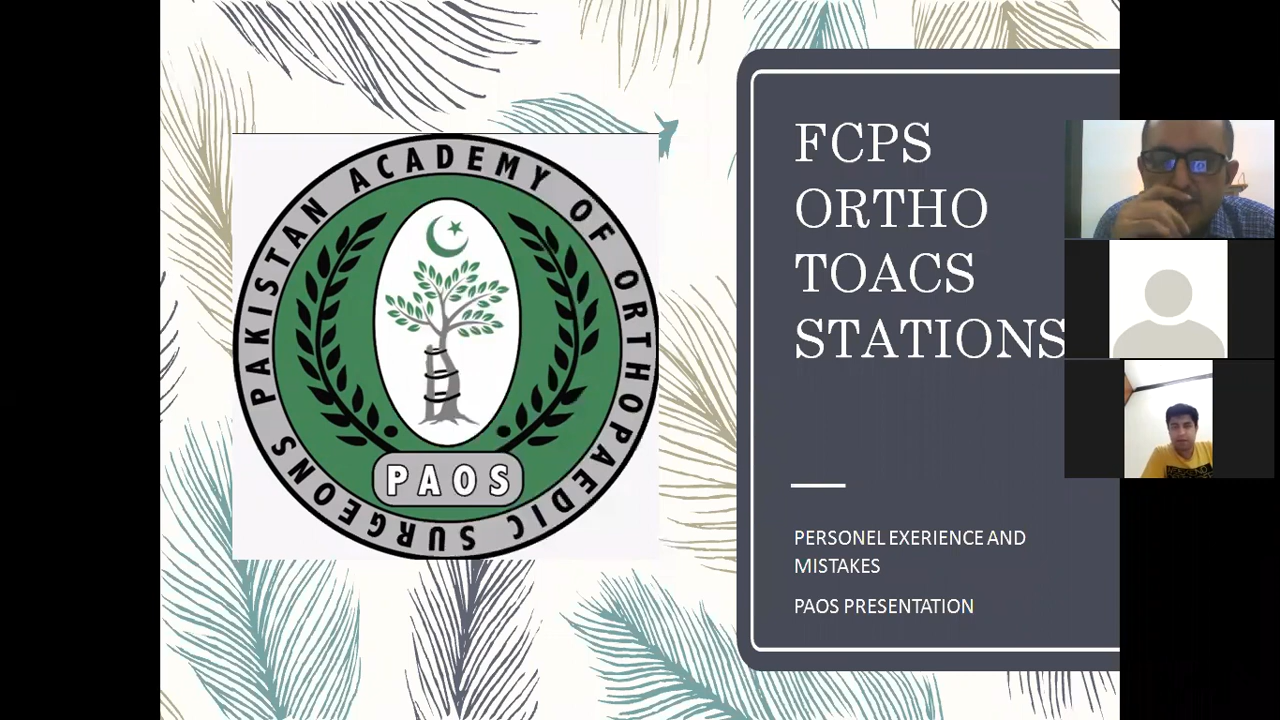 PAKISTAN ACADEMY OF ORTHOPAEDIC SURGEONS
PAOS
FCPS
ORTHO
TOACS
STATIONS
PERSONEL EXERIENCE AND
MISTAKES
PAOS PRESENTATION